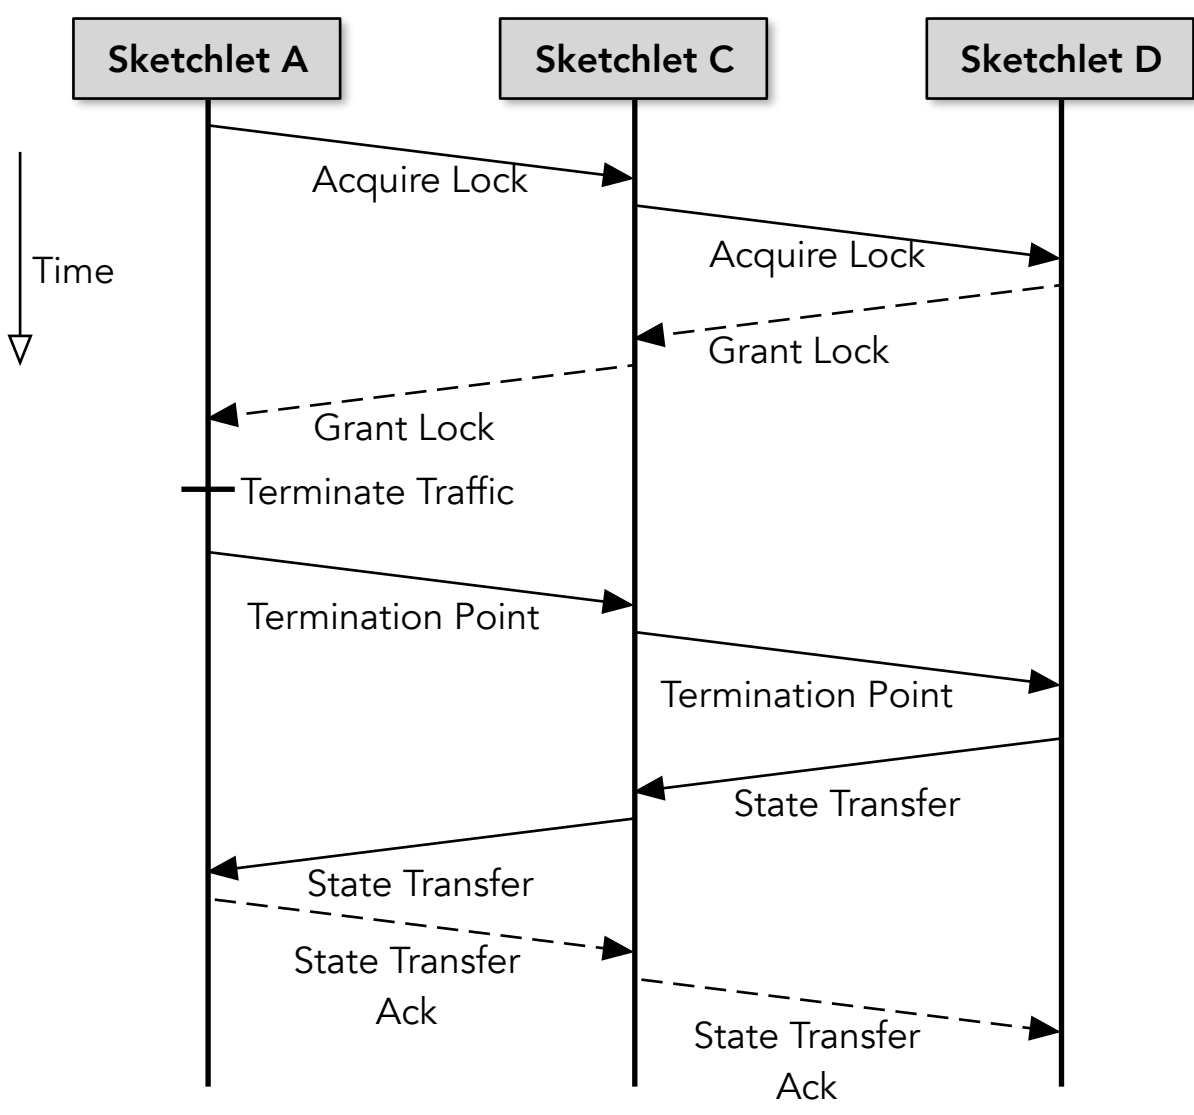 Sketchlet A
Sketchlet C
Sketchlet D
Acquire Lock
Acquire Lock
Time
Grant Lock
Grant Lock
Terminate Traffic
Termination Point
Termination Point
State Transfer
State Transfer
State Transfer
Ack
State Transfer
Ack